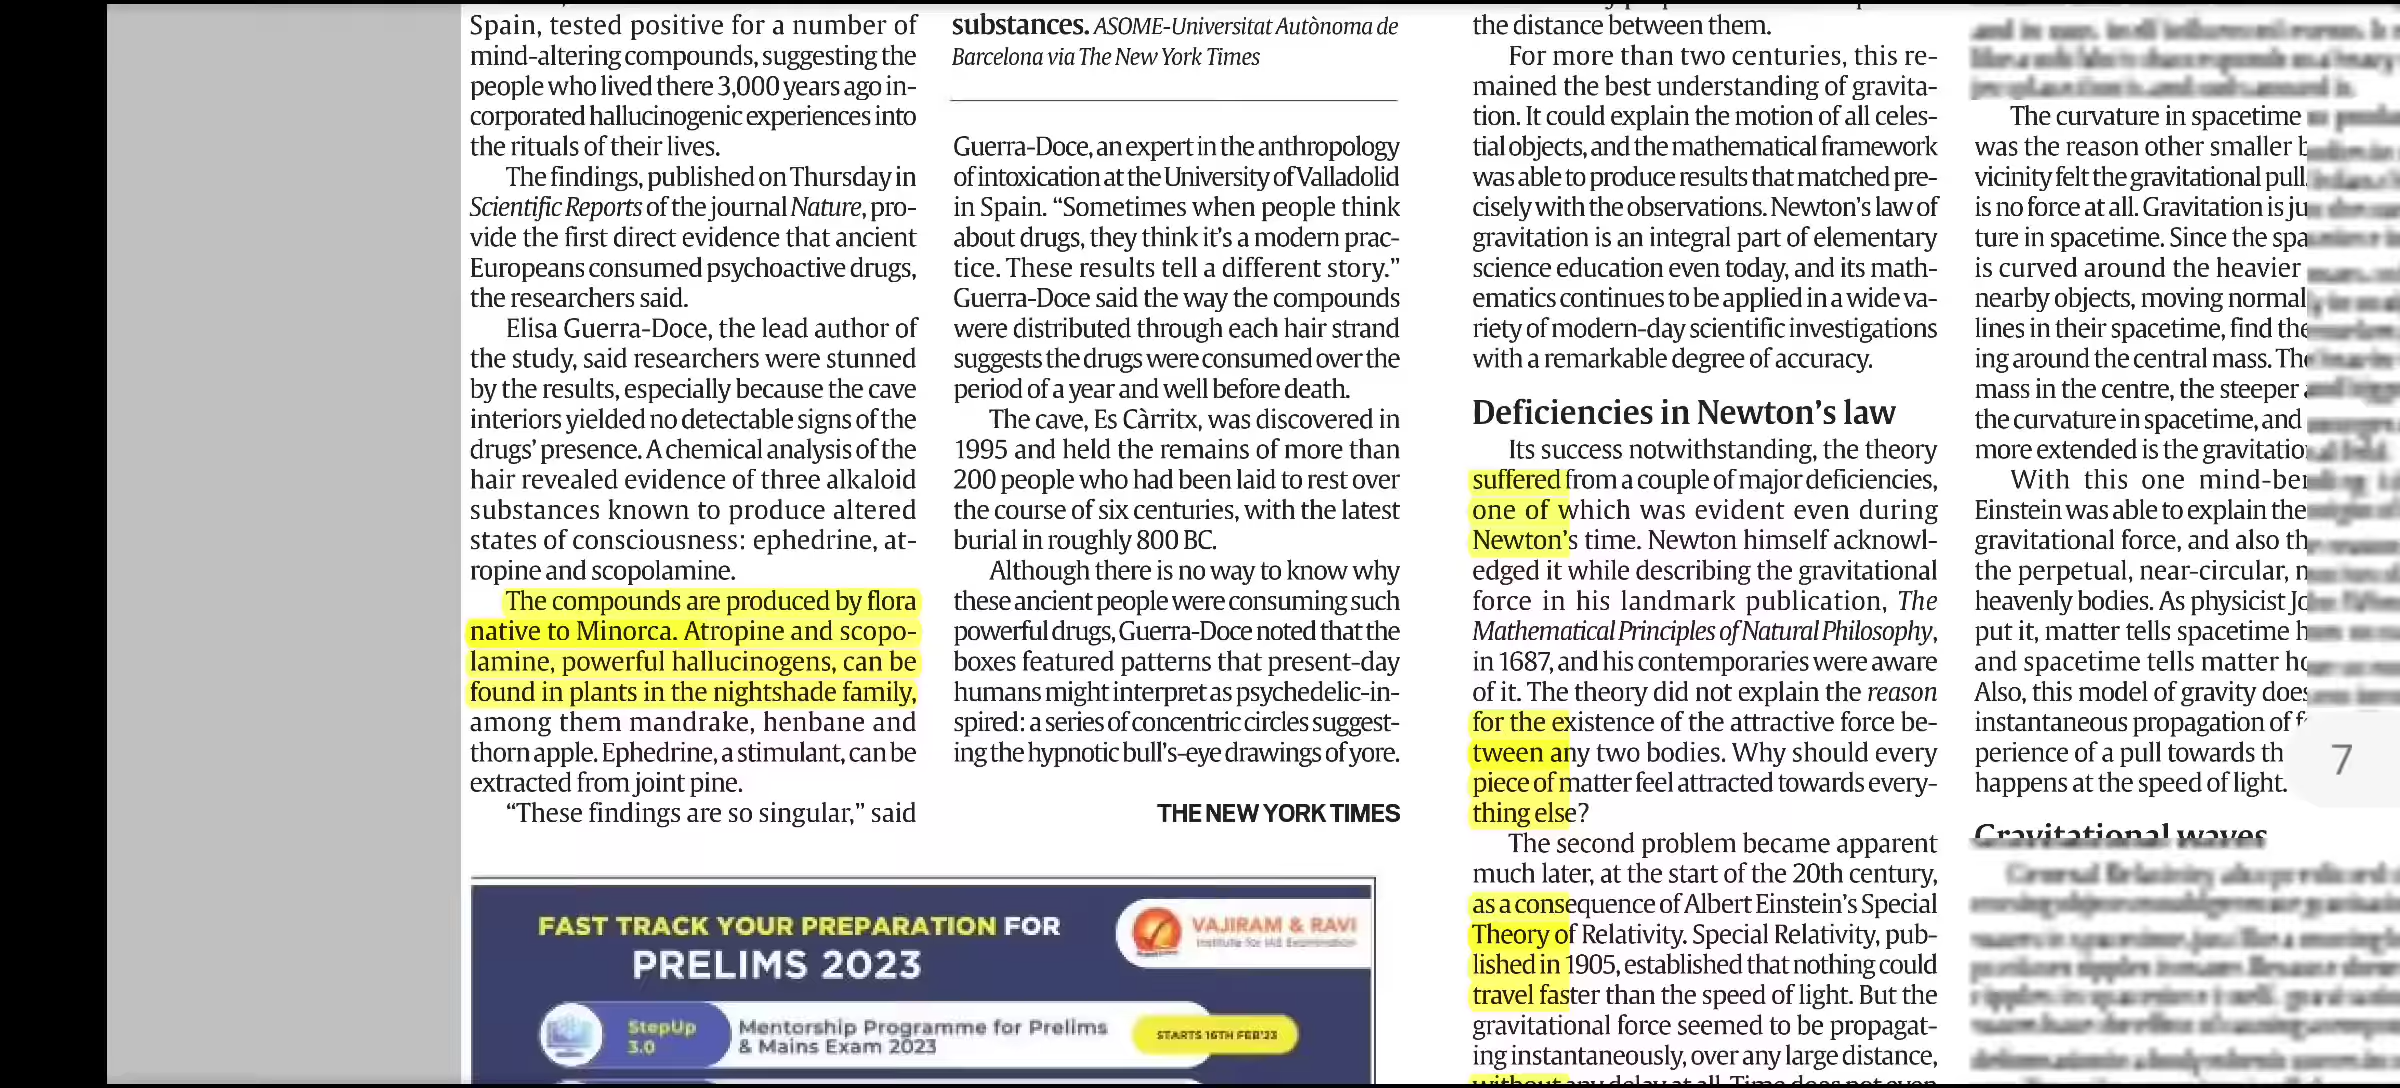 Spain, tested positive for a number of
mind-altering compounds, suggesting the
people who lived there 3,000 years ago in-
corporated hallucinogenic experiences into
the rituals of their lives.
The findings, published on Thursday in
Scientific Reports of the journal Nature, pro-
vide the first direct evidence that ancient
Europeans consumed psychoactive drugs,
the researchers said.
Elisa Guerra-Doce, the lead author of
the study, said researchers were stunned
by the results, especially because the cave
interiors yielded no detectable signs of the
drugs' presence. A chemical analysis of the
hair revealed evidence of three alkaloid
substances known to produce altered
states of consciousness: ephedrine, at-
ropine and scopolamine.
The compounds are produced by flora
native to Minorca. Atropine and scopo-
lamine, powerful hallucinogens, can be
found in plants in the nightshade family,
among them mandrake, henbane and
thorn apple. Ephedrine, a stimulant, can be
extracted from joint pine.
“These findings are so singular,” said
substances. ASOME-Universitat Autònoma de
Barcelona via The New York Times
Guerra-Doce, an expert in the anthropology
of intoxication at the University of Valladolid
in Spain. “Sometimes when people think
about drugs, they think it's a modern prac-
tice. These results tell a different story.”
Guerra-Doce said the way the compounds
were distributed through each hair strand
suggests the drugs were consumed over the
period of a year and well before death.
The cave, Es Càrritx, was discovered in
1995 and held the remains of more than
200 people who had been laid to rest over
the course of six centuries, with the latest
burial in roughly 800 BC.
Although there is no way to know why
these ancient people were consuming such
powerful drugs, Guerra-Doce noted that the
boxes featured patterns that present-day
humans might interpret as psychedelic-in-
spired: a series of concentric circles suggest-
ing the hypnotic bull's-eye drawings of yore.
THE NEW YORK TIMES
FAST TRACK YOUR PREPARATION FOR
PRELIMS 2023
VAJIRAM & RAVI
Institute for IAS Examination
StepUp
3.0
Mentorship Programme for Prelims
& Mains Exam 2023
STARTS 16TH FEB'23
the distance between them.
For more than two centuries, this re-
mained the best understanding of gravita-
tion. It could explain the motion of all celes-
tial objects, and the mathematical framework
was able to produce results that matched pre-
cisely with the observations. Newton's law of
gravitation is an integral part of elementary
science education even today, and its math-
ematics continues to be applied in a wide va-
riety of modern-day scientific investigations
with a remarkable degree of accuracy.
Deficiencies in Newton's law
Its success notwithstanding, the theory
suffered from a couple of major deficiencies,
one of which was evident even during
Newton's time. Newton himself acknowl-
edged it while describing the gravitational
force in his landmark publication, The
Mathematical Principles of Natural Philosophy,
in 1687, and his contemporaries were aware
of it. The theory did not explain the reason
for the existence of the attractive force be-
tween any two bodies. Why should every
piece of matter feel attracted towards every-
thing else?
The second problem became apparent
much later, at the start of the 20th century,
as a consequence of Albert Einstein's Special
Theory of Relativity. Special Relativity, pub-
lished in 1905, established that nothing could
travel faster than the speed of light. But the
gravitational force seemed to be propagat-
ing instantaneously, over any large distance,
without any delay at all. Time does not even
The curvature in spacetime
was the reason other smaller
vicinity felt the gravitational pull.
is no force at all. Gravitation is
ture in spacetime. Since the
is curved around the heavier
nearby objects, moving
lines in their spacetime, find
ing around the central mass.
mass in the centre, the steeper
the curvature in spacetime, and
more extended is the
With this one
Einstein was able to explain the
gravitational force, and also
the perpetual, near-circular,
heavenly bodies. As physicist
put it, matter tells spacetime
and spacetime tells matter
Also, this model of gravity
instantaneous propagation of
perience of a pull towards
happens at the speed of light.
Gravitational waves
7